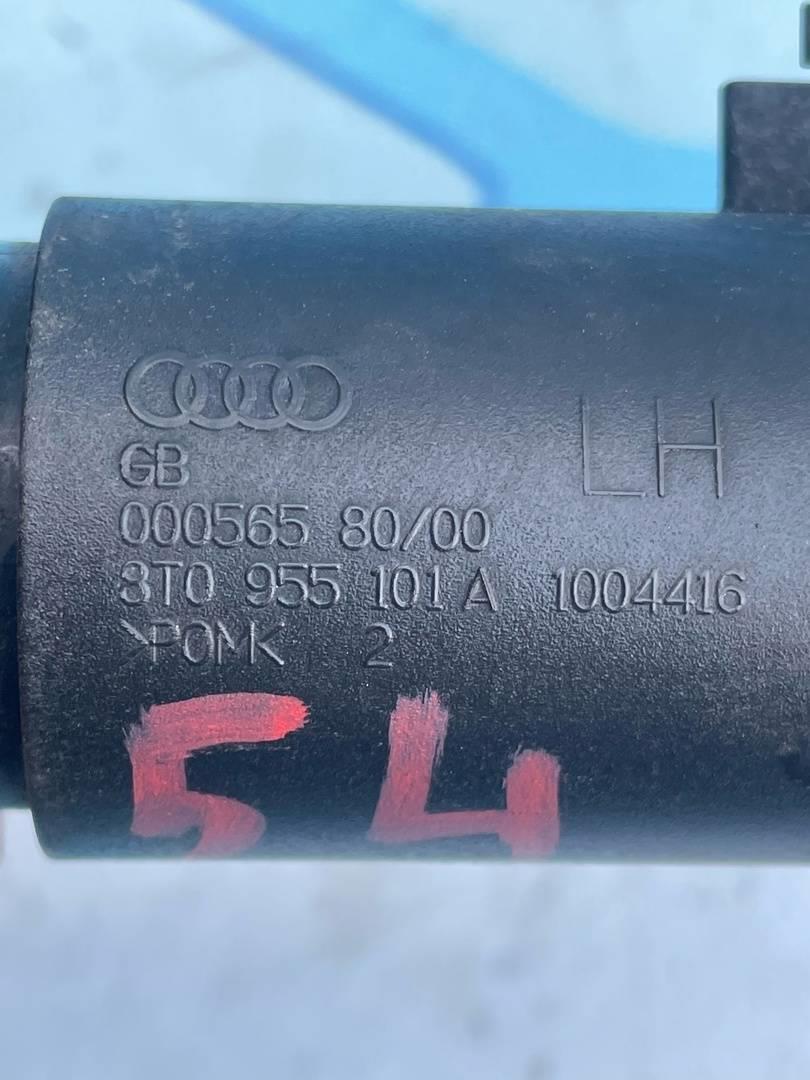 GB
LH
000565 80/00
8T0 955 101 A 1004416
>POM< 2
54